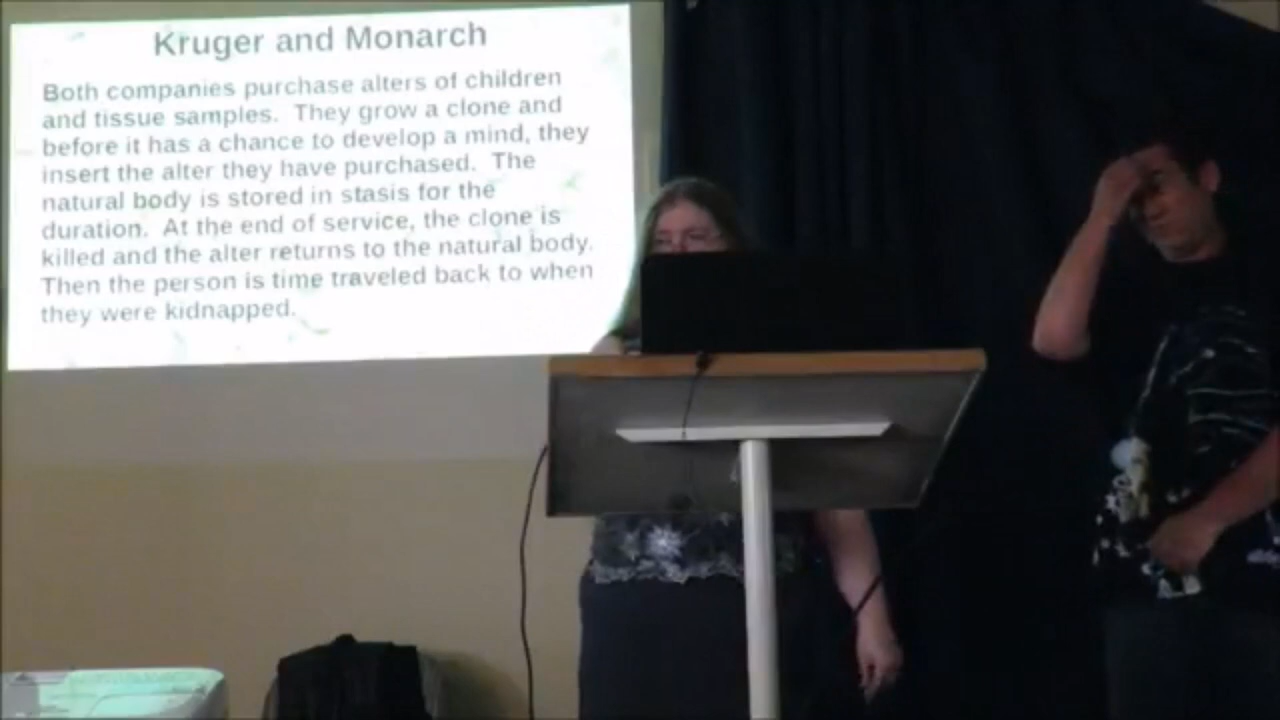 Kruger and Monarch
Both companies purchase alters of children
and tissue samples. They grow a clone and
before it has a chance to develop a mind, they
insert the alter they have purchased. The
natural body is stored in stasis for the
duration. At the end of service, the clone is
killed and the alter returns to the natural body.
Then the person is time traveled back to when
they were kidnapped.